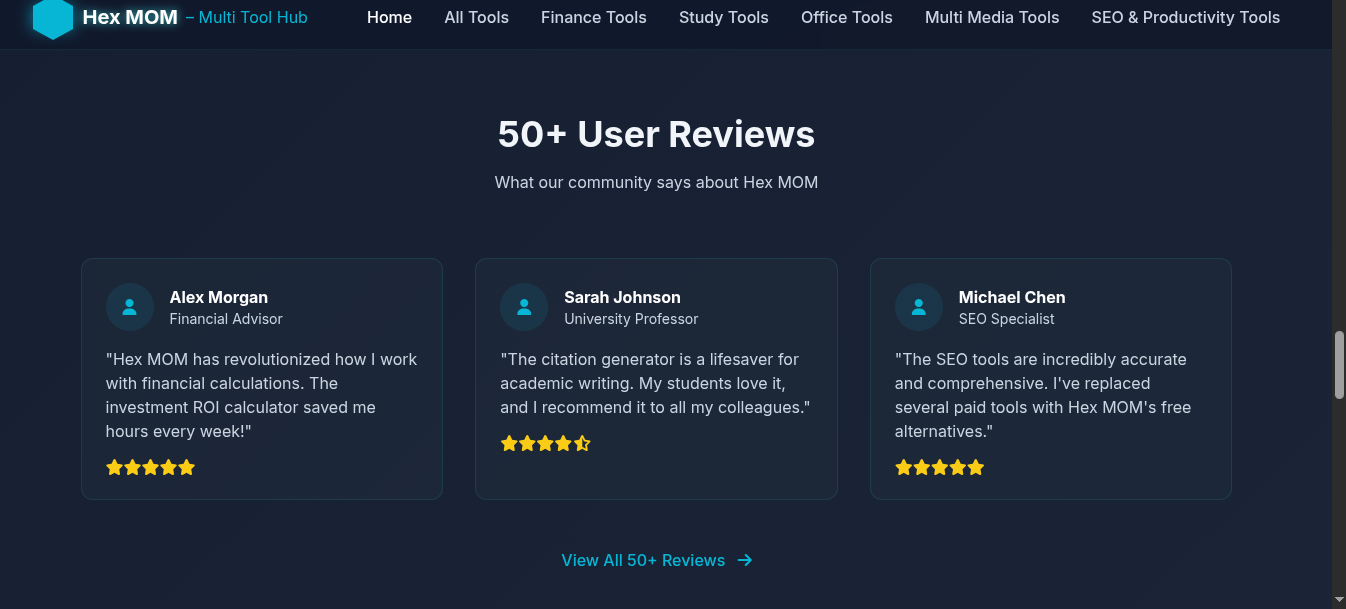 Hex MOM – Multi Tool Hub Home All Tools Finance Tools Study Tools Office Tools Multi Media Tools SEO & Productivity Tools
50+ User Reviews
What our community says about Hex MOM
Alex Morgan
Financial Advisor
"Hex MOM has revolutionized how I work
with financial calculations. The
investment ROI calculator saved me
hours every week!"
Sarah Johnson
University Professor
"The citation generator is a lifesaver for
academic writing. My students love it,
and I recommend it to all my colleagues."
Michael Chen
SEO Specialist
"The SEO tools are incredibly accurate
and comprehensive. I've replaced
several paid tools with Hex MOM's free
alternatives."
View All 50+ Reviews